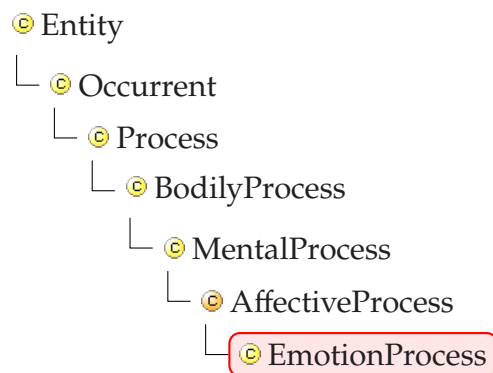 C Entity
C Occurrent
C Process
C BodilyProcess
C MentalProcess
C AffectiveProcess
C EmotionProcess